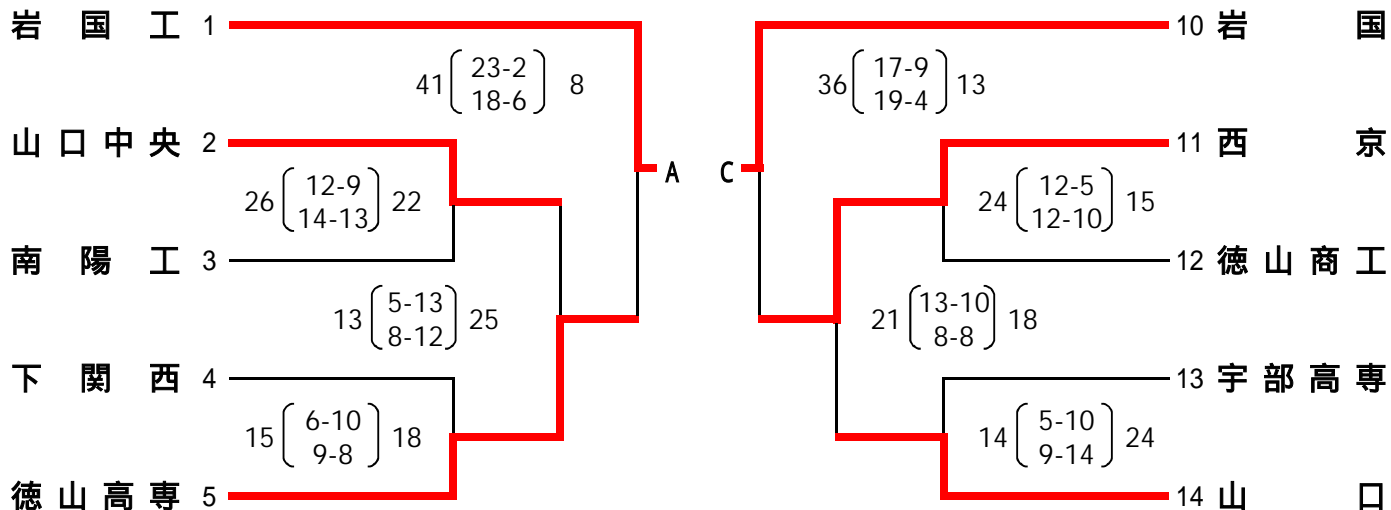 岩国工 1
41 23-2 8
18-6
山口中央 2
26 12-9 22
14-13
南陽工 3
13 5-13 25
8-12
下関西 4
15 6-10 18
9-8
徳山高専 5
A
C
10 岩国
36 17-9 13
19-4
11 西京
24 12-5 15
12-10
12 徳山商工
21 13-10 18
8-8
13 宇部高専
14 5-10 24
9-14
14 山口